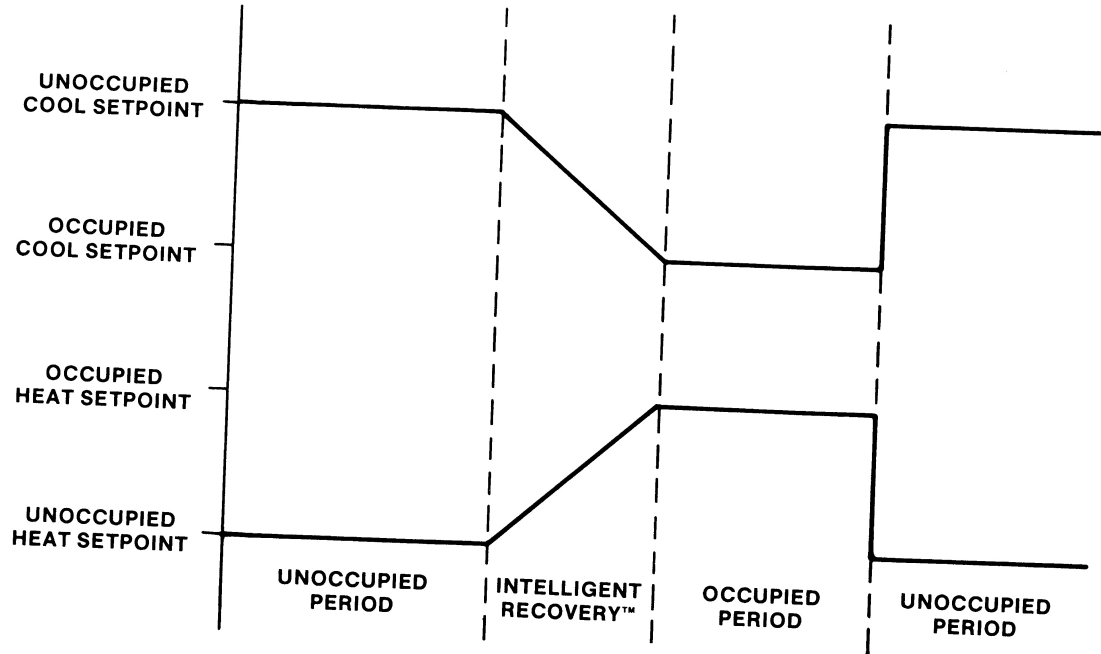 UNOCCUPIED
COOL SETPOINT
OCCUPIED
COOL SETPOINT
OCCUPIED
HEAT SETPOINT
UNOCCUPIED
HEAT SETPOINT
UNOCCUPIED
PERIOD
INTELLIGENT
RECOVERY™
OCCUPIED
PERIOD
UNOCCUPIED
PERIOD